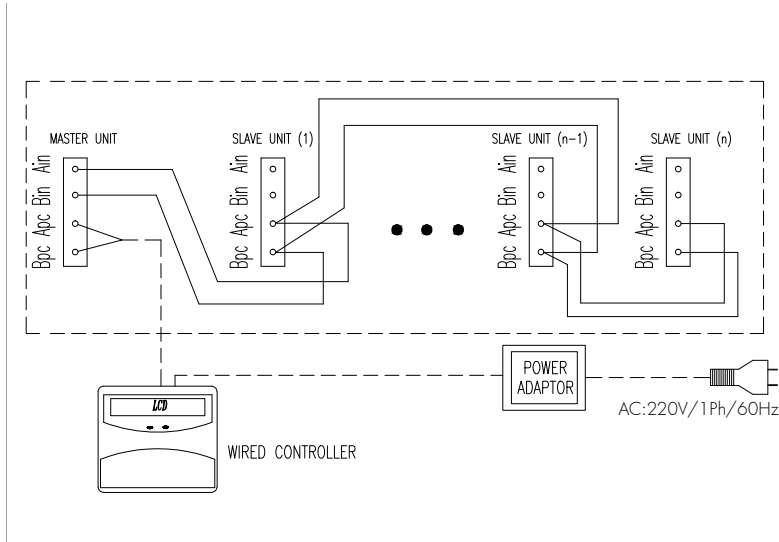 MASTER UNIT
SLAVE UNIT (1)
SLAVE UNIT (n-1)
SLAVE UNIT (n)
Ain
Bin
Apc
Bpc
Ain
Bin
Apc
Bpc
Ain
Bin
Apc
Bpc
Ain
Bin
Apc
Bpc
POWER
ADAPTOR
AC:220V/1Ph/60Hz
LCD
WIRED CONTROLLER